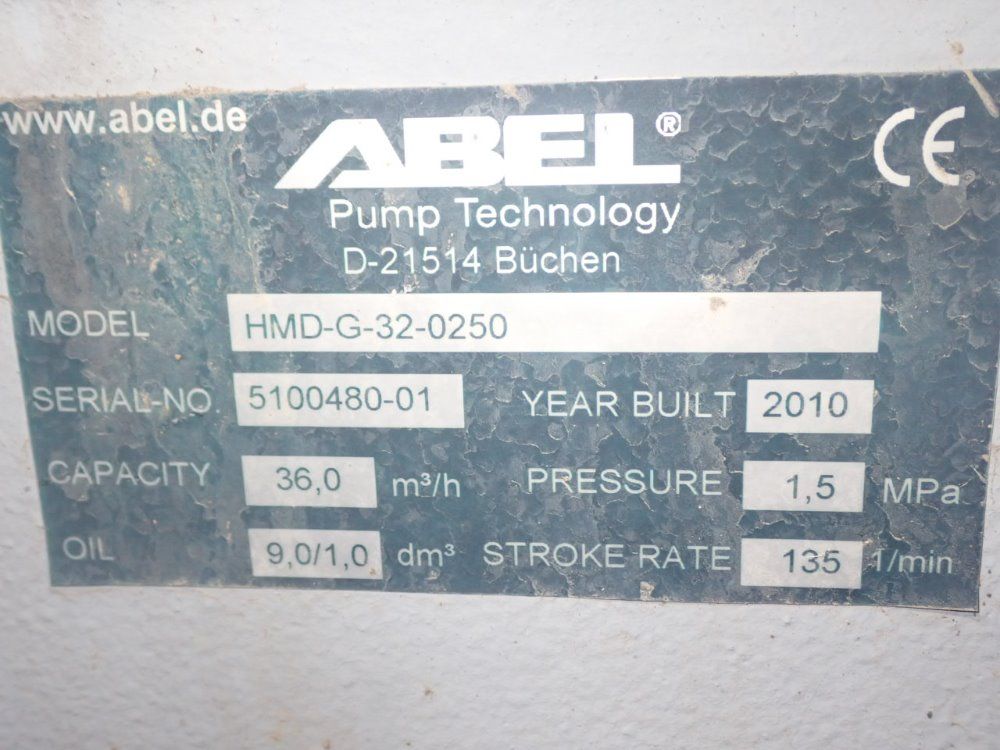 www.abel.de
ABEL®
CE
Pump Technology
D-21514 Büchen
MODEL HMD-G-32-0250
SERIAL-NO. 5100480-01 YEAR BUILT 2010
CAPACITY 36,0 m³/h PRESSURE 1,5 MPa
OIL 9,0/1,0 dm³ STROKE RATE 135 1/min